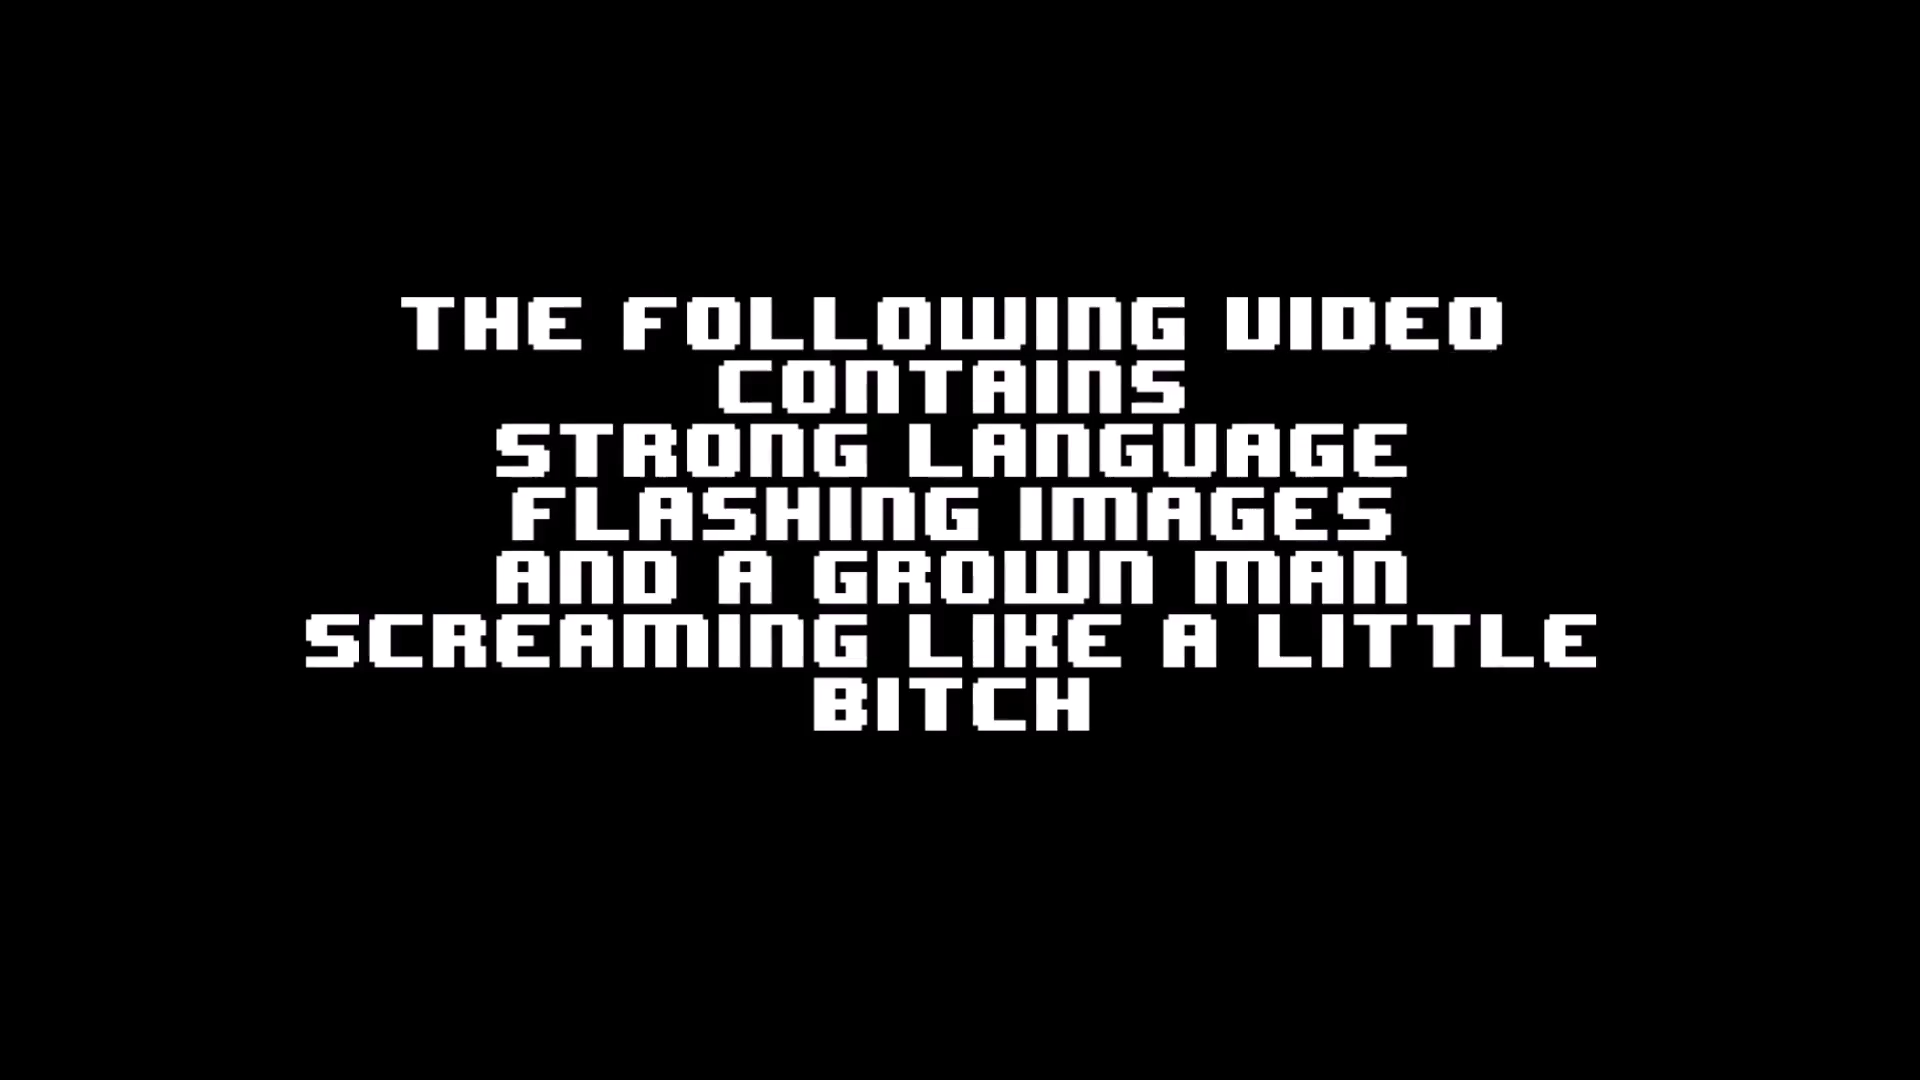 THE FOLLOWING VIDEO
CONTAINS
STRONG LANGUAGE
FLASHING IMAGES
AND A GROWN MAN
SCREAMING LIKE A LITTLE
BITCH